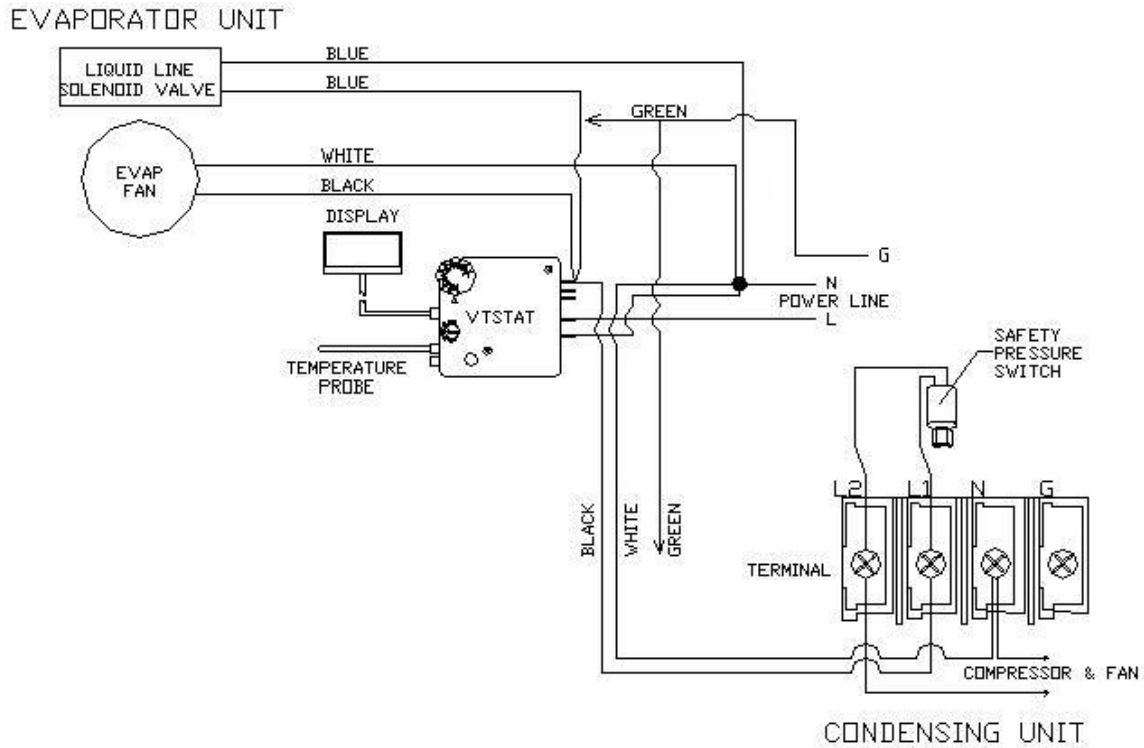 EVAPORATOR UNIT
LIQUID LINE
SOLENOID VALVE
BLUE
BLUE
GREEN
EVAP
FAN
WHITE
BLACK
DISPLAY
VTSTAT
TEMPERATURE
PROBE
G
N
POWER LINE
L
SAFETY
PRESSURE
SWITCH
BLACK
WHITE
GREEN
L2
L1
N
G
TERMINAL
COMPRESSOR & FAN
CONDENSING UNIT